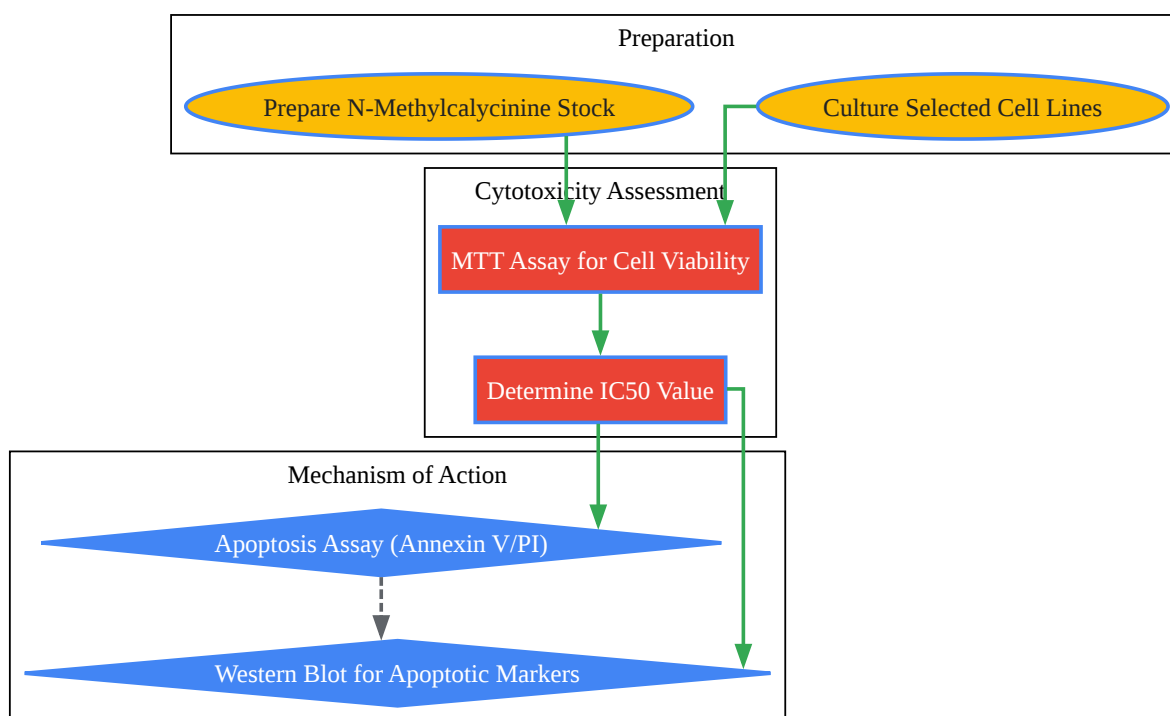 Preparation
Prepare N-Methylcalycinine Stock
Culture Selected Cell Lines
Cytotoxicity Assessment
MTT Assay for Cell Viability
Determine IC50 Value
Mechanism of Action
Apoptosis Assay (Annexin V/PI)
Western Blot for Apoptotic Markers